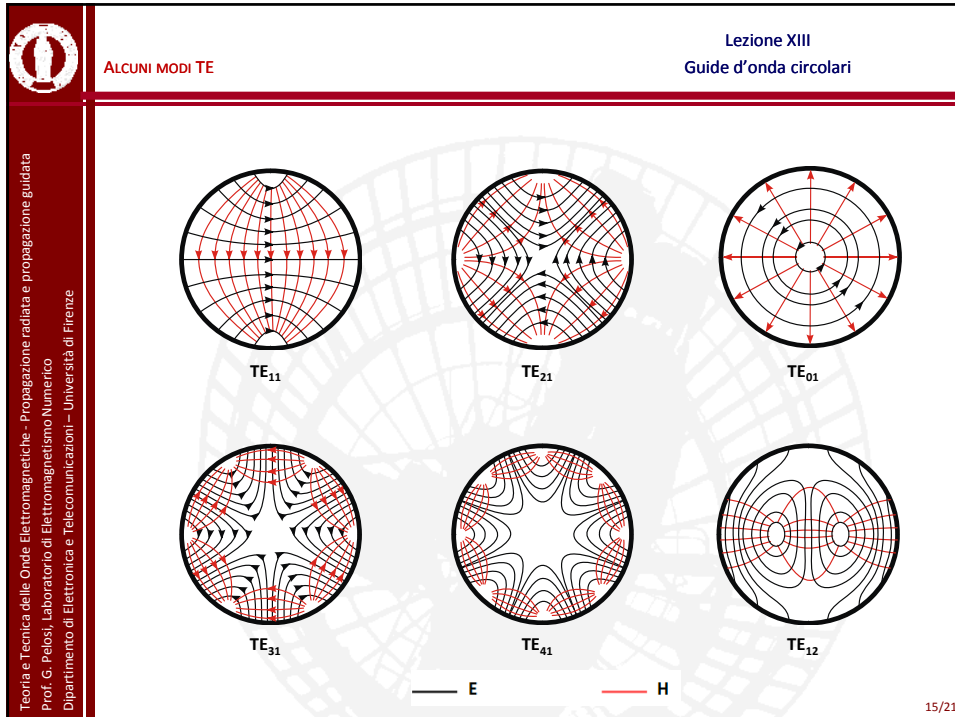 ALCUNI MODI TE
Lezione XIII
Guide d'onda circolari
Teoria e Tecnica delle Onde Elettromagnetiche - Propagazione radiata e propagazione guidata
Prof. G. Pelosi, Laboratorio di Elettromagnetismo Numerico
Dipartimento di Elettronica e Telecomunicazioni – Università di Firenze
TE₁₁
TE₂₁
TE₀₁
TE₃₁
TE₄₁
TE₁₂
E
H
15/21